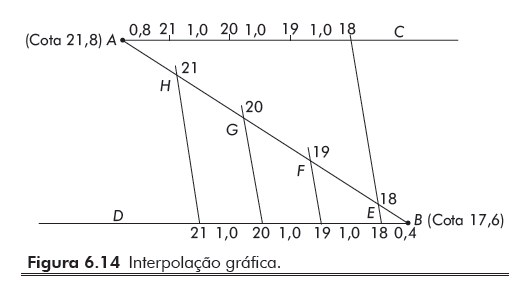 0,8 21 1,0 20 1,0 19 1,0 18 C
(Cota 21,8) A
21
H
20
G
19
F
18
E
D
B (Cota 17,6)
21 1,0 20 1,0 19 1,0 18 0,4
Figura 6.14 Interpolação gráfica.